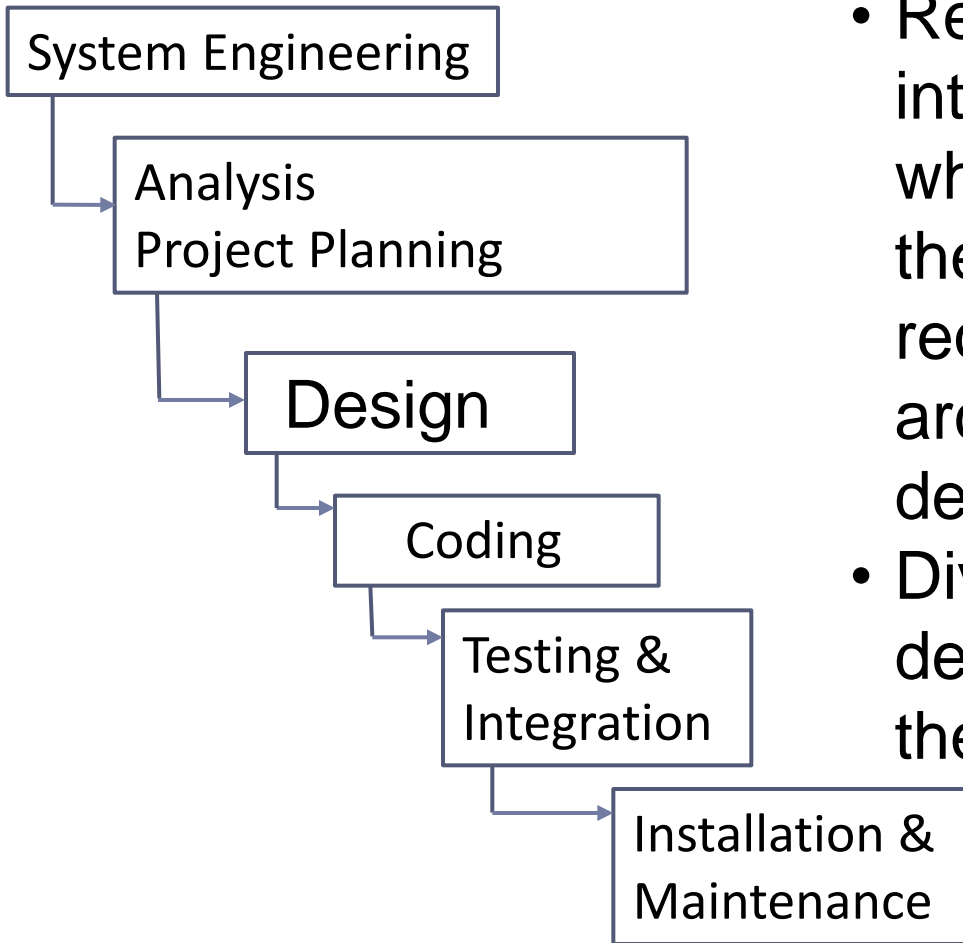 System Engineering
Analysis
Project Planning
Design
Coding
Testing &
Integration
Installation &
Maintenance